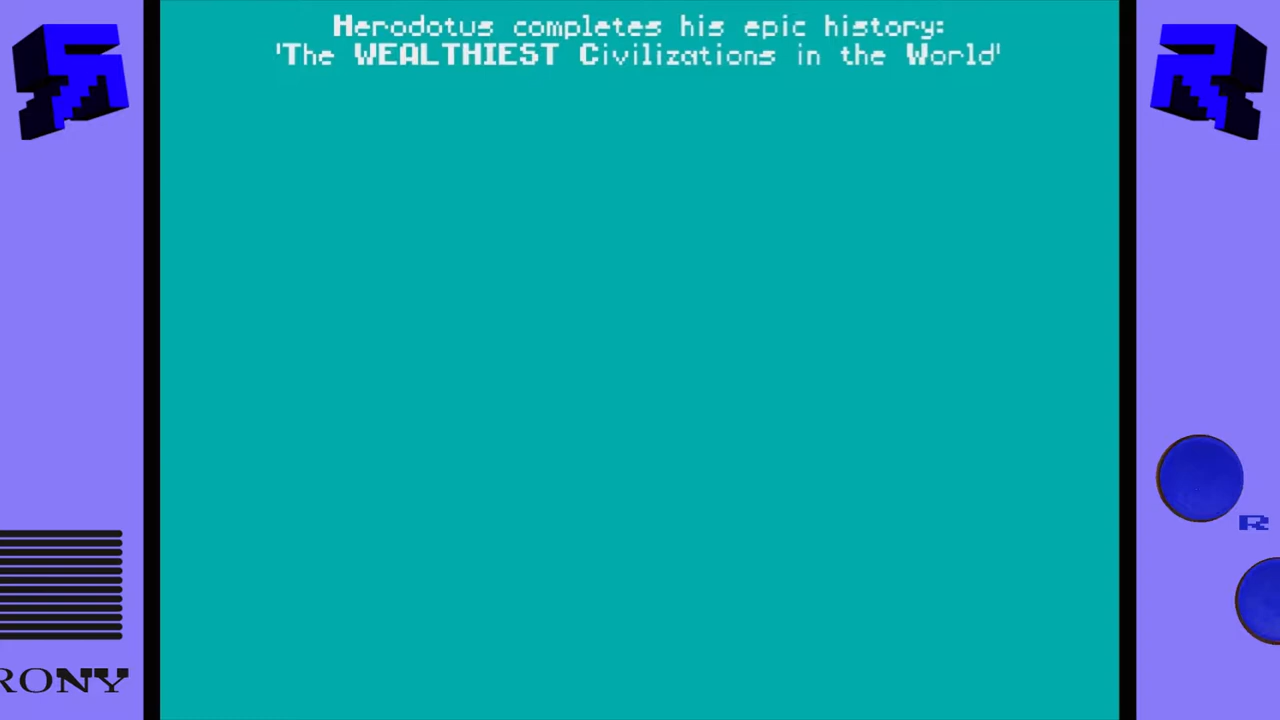 Herodotus completes his epic history:
'The WEALTHIEST Civilizations in the World'
R
RONY